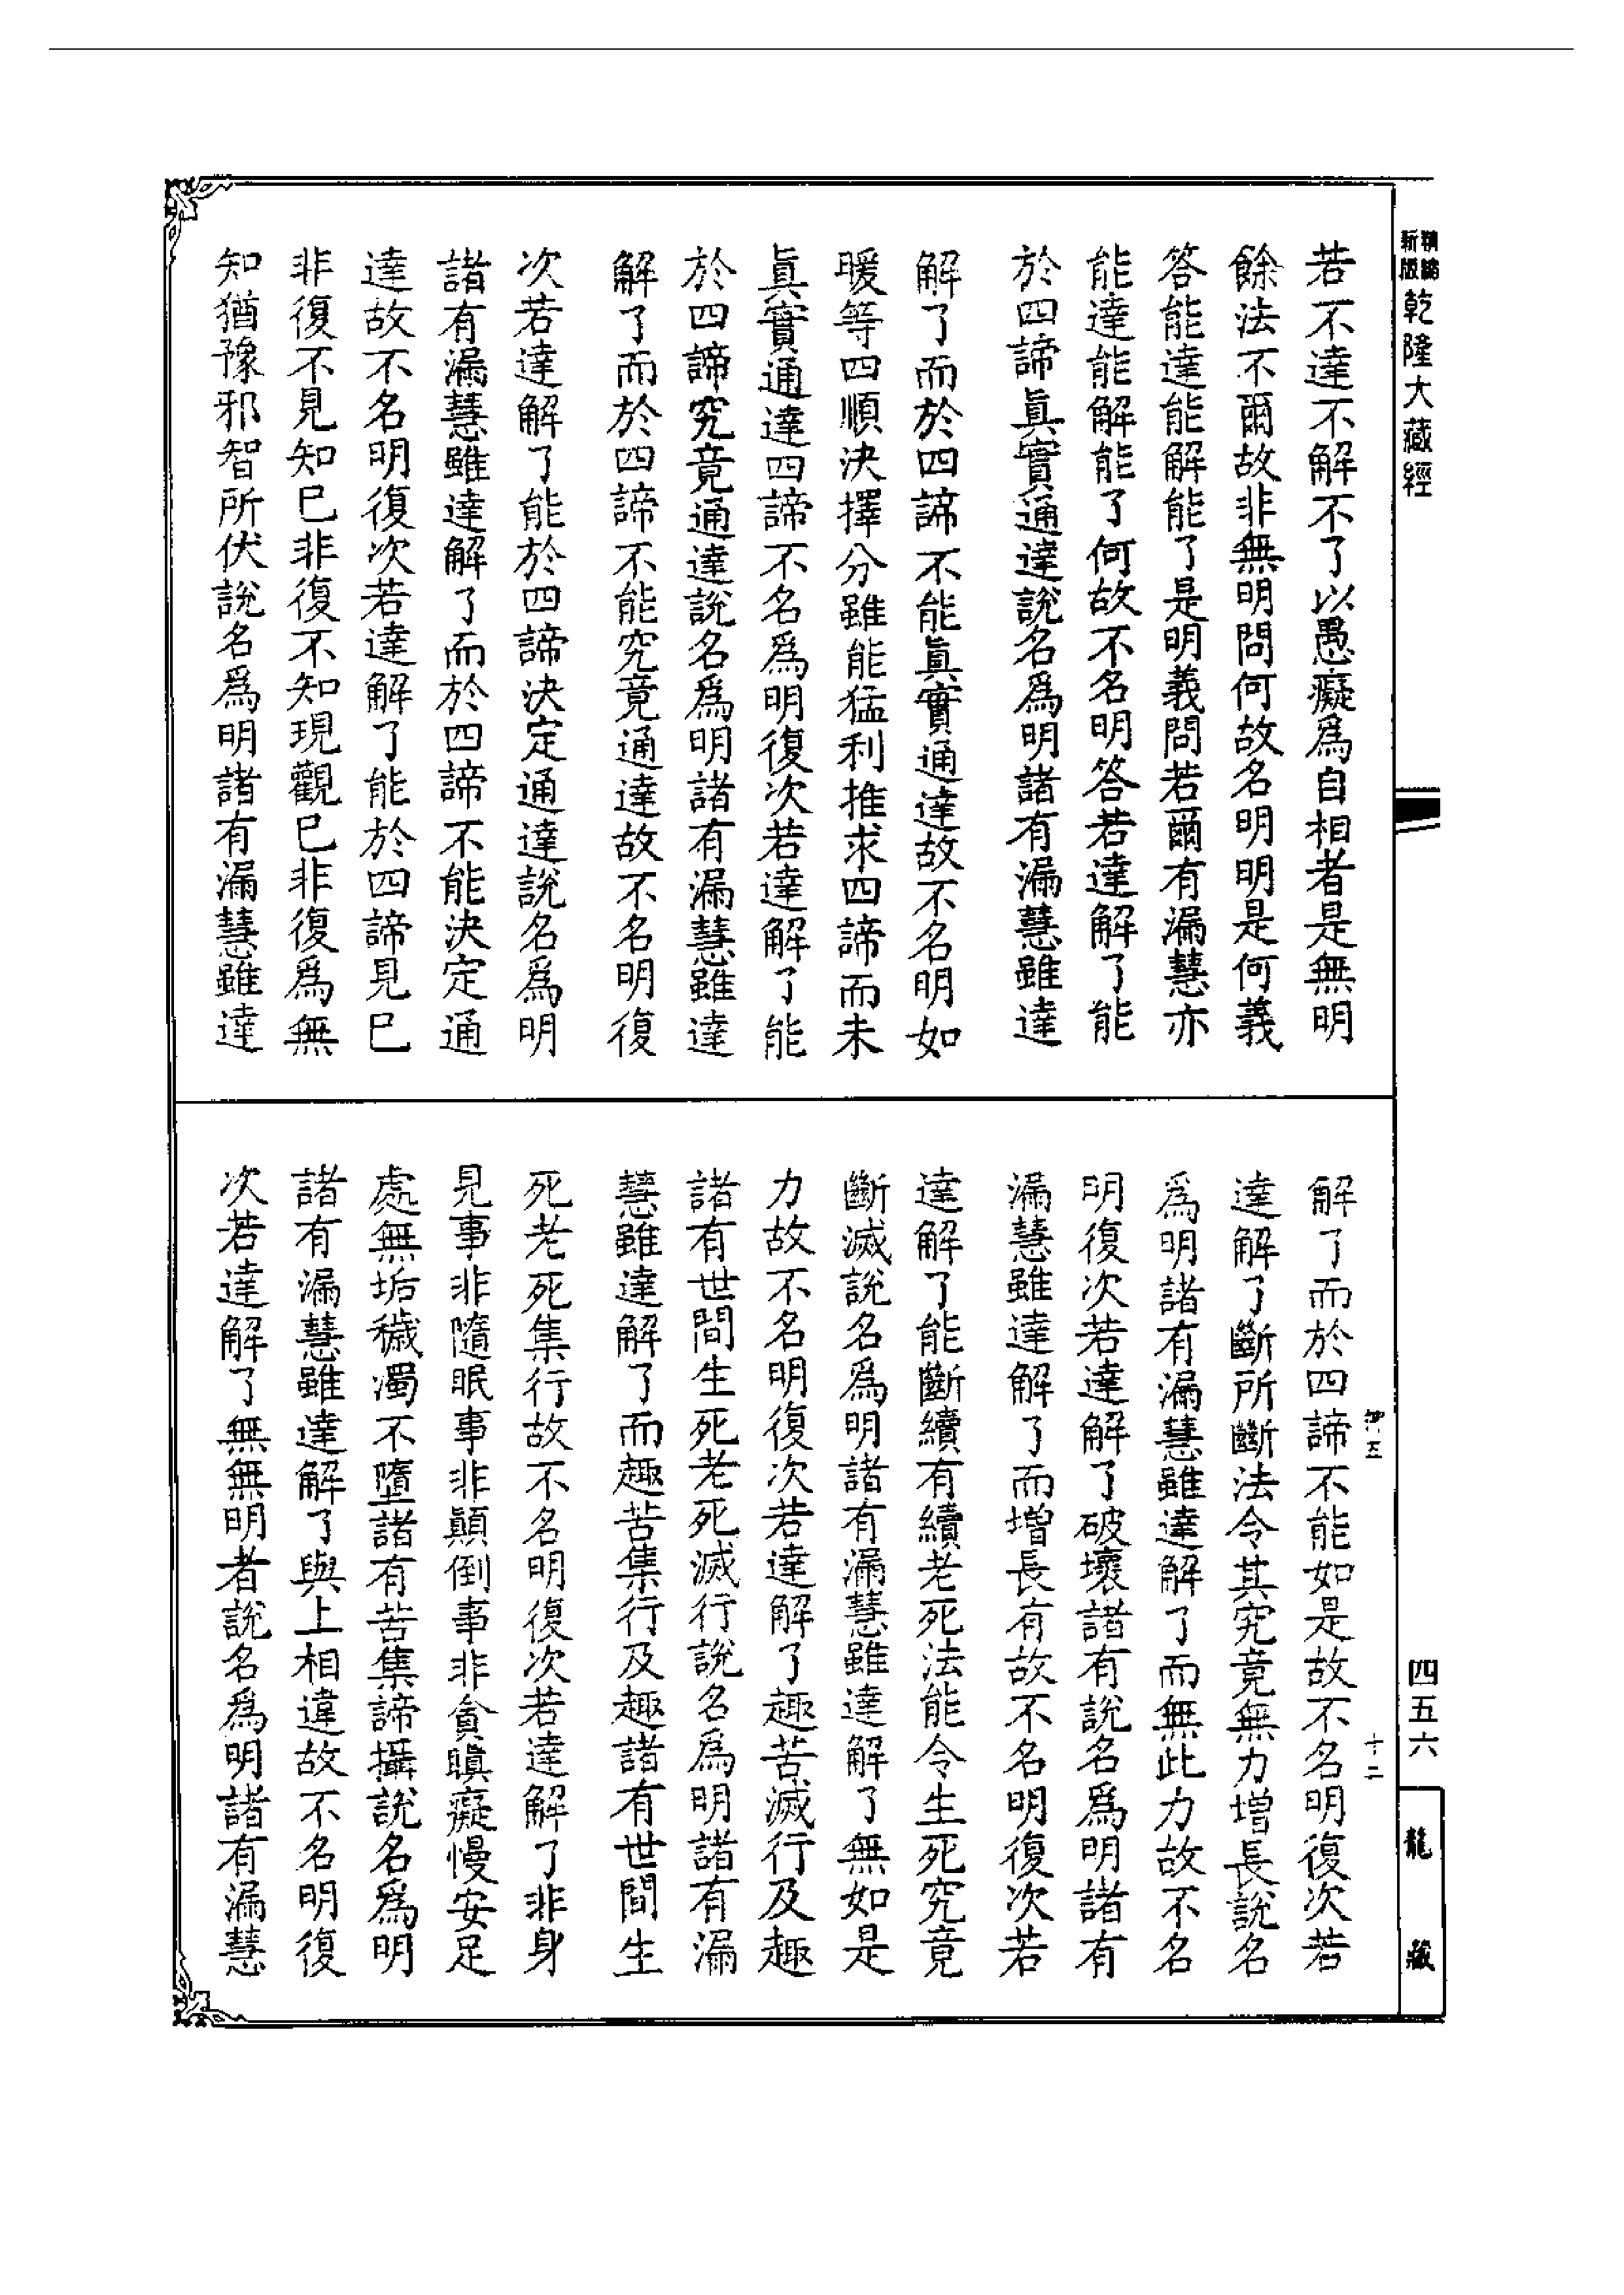 乾隆大藏經
若不達不解不了以愚癡爲自相者是無明
餘法不爾故非無明問何故名明明是何義
答能達能解能了是明義問若爾有漏慧亦
能達能解能了何故不名明答若達解了能
於四諦眞實通達說名爲明諸有漏慧雖達
解了而於四諦不能眞實通達故不名明如
暖等四順決擇分雖能猛利推求四諦而未
眞實通達四諦不名爲明復次若達解了能
於四諦究竟通達說名爲明諸有漏慧雖達
解了而於四諦不能究竟通達故不名明復
次若達解了能於四諦決定通達說名爲明
諸有漏慧雖達解了而於四諦不能決定通
達故不名明復次若達解了能於四諦見巳
非復不見知巳非復不知現觀巳非復爲無
知猶豫邪智所伏說名爲明諸有漏慧雖達
解了而於四諦不能如是故不名明復次若
達解了斷所斷法令其究竟無力增長說名
爲明諸有漏慧雖達解了而無此力故不名
明復次若達解了破壞諸有說名爲明諸有
漏慧雖達解了而增長有故不名明復次若
達解了能斷續有續老死法能令生死究竟
斷滅說名爲明諸有漏慧雖達解了無如是
力故不名明復次若達解了趣苦滅行及趣
諸有世間生死老死滅行說名爲明諸有漏
慧雖達解了而趣苦集行及趣諸有世間生
死老死集行故不名明復次若達解了非身
見事非隨眠事非顚倒事非貪瞋癡慢安足
處無垢穢濁不墮諸有苦集諦攝說名爲明
諸有漏慧雖達解了與上相違故不名明復
次若達解了無無明者說名爲明諸有漏慧
十二
四五六
龍藏